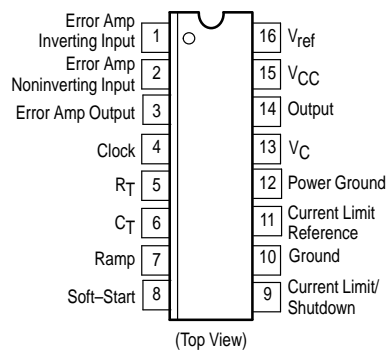 Error Amp
Inverting Input
1
Error Amp
Noninverting Input
2
Error Amp Output
3
Clock
4
RT
5
CT
6
Ramp
7
Soft–Start
8
16
Vref
15
VCC
14
Output
13
VC
12
Power Ground
11
Current Limit
Reference
10
Ground
9
Current Limit/
Shutdown
(Top View)